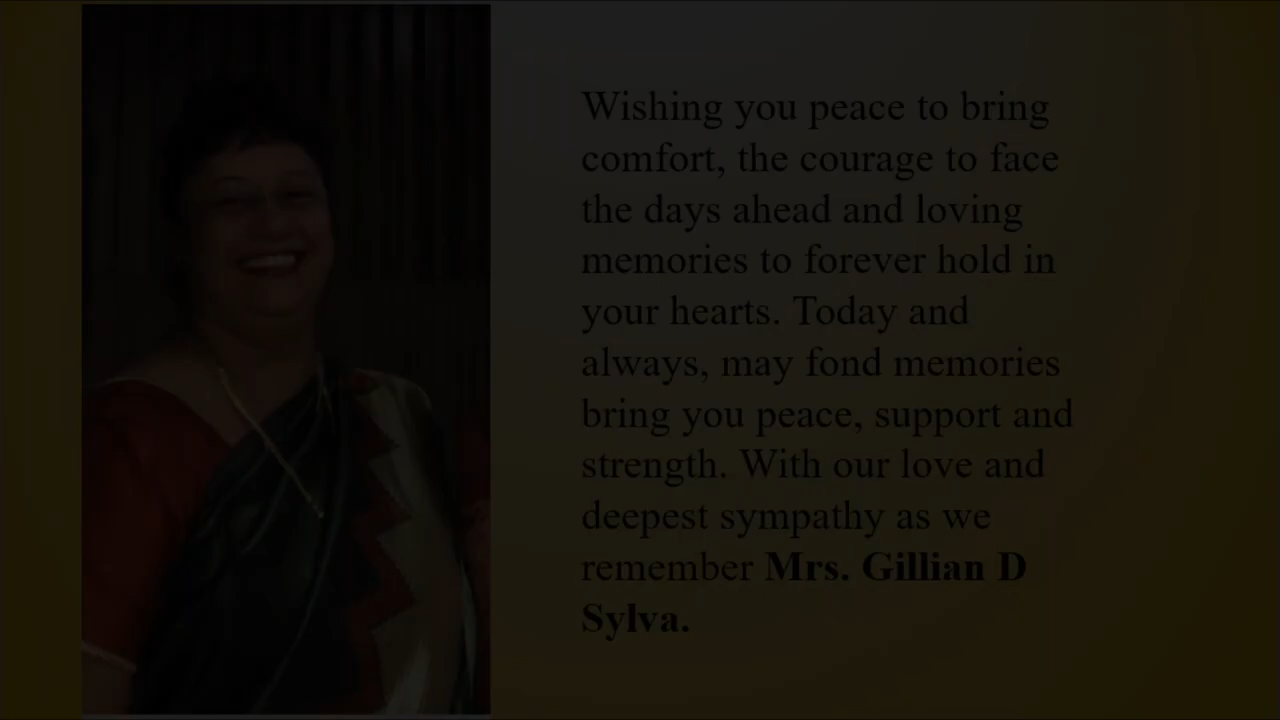 Wishing you peace to bring
comfort, the courage to face
the days ahead and loving
memories to forever hold in
your hearts. Today and
always, may fond memories
bring you peace, support and
strength. With our love and
deepest sympathy as we
remember Mrs. Gillian D
Sylva.